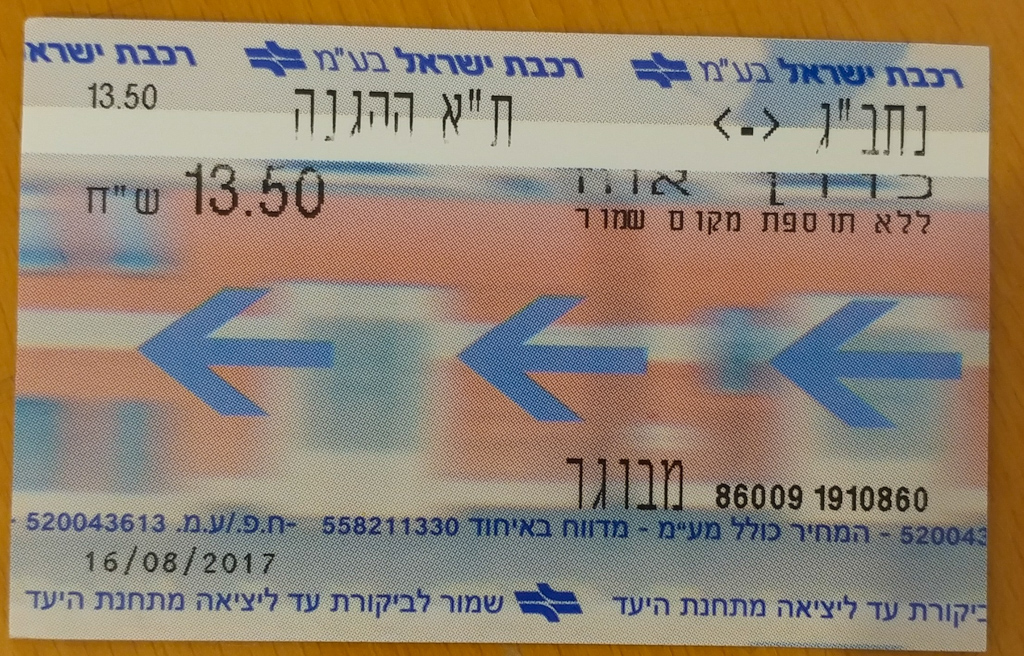 רכבת ישראל בע"מ רכבת ישראל בע"מ רכבת ישרא
נתב"ג <-> ת"א ההגנה 13.50
13.50 ש"ח
ללא תוספת מקום שמור
מבוגר 86009 1910860
52004 - המחיר כולל מע"מ - מדווח באיחוד 558211330 -ח.פ./ע.מ. 520043613 -
16/08/2017
ביקורת עד ליציאה מתחנת היעד שמור לביקורת עד ליציאה מתחנת היעד